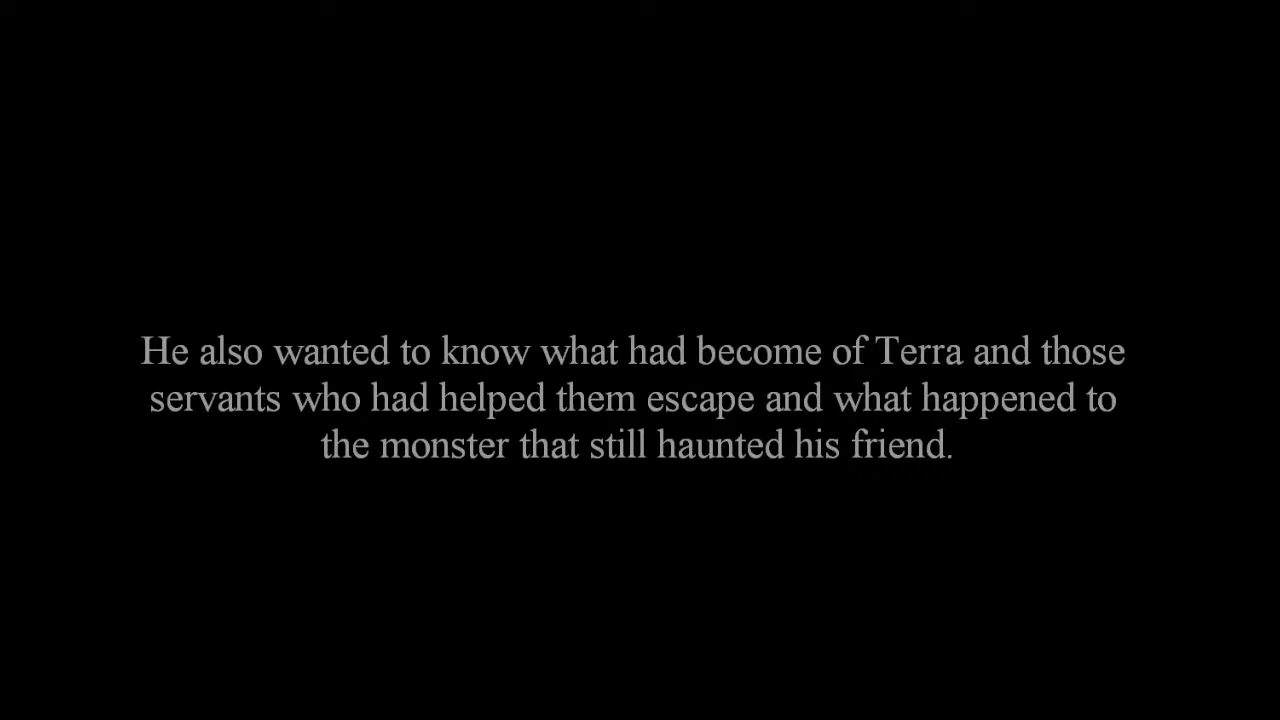 He also wanted to know what had become of Terra and those
servants who had helped them escape and what happened to
the monster that still haunted his friend.